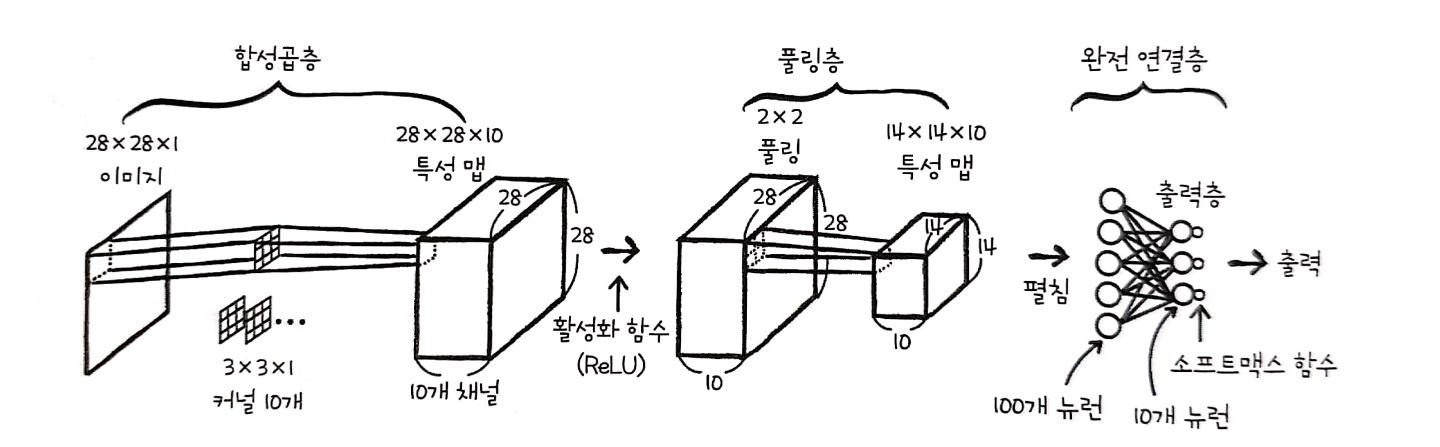 합성곱층
28×28×1
이미지
28×28×10
특성 맵
28
28
3×3×1
커널 10개
10개 채널
활성화 함수
(ReLU)
풀링층
2×2
풀링
14×14×10
특성 맵
28
28
14
14
10
10
완전 연결층
펼침
출력층
출력
소프트맥스 함수
100개 뉴런
10개 뉴런